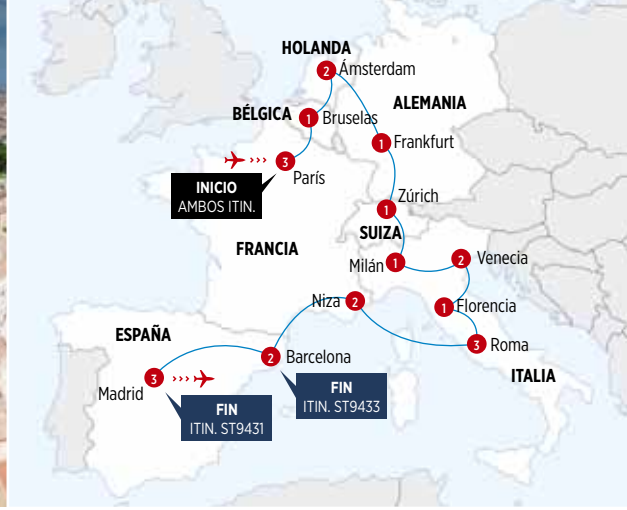 HOLANDA
2 Ámsterdam
BÉLGICA
ALEMANIA
1 Bruselas
1 Frankfurt
3
París
INICIO
AMBOS ITIN.
Zúrich
1
SUIZA
FRANCIA
Milán 1
2 Venecia
Niza 2
1 Florencia
ESPAÑA
2 Barcelona
3 Roma
ITALIA
Madrid 3
FIN
ITIN. ST9433
FIN
ITIN. ST9431